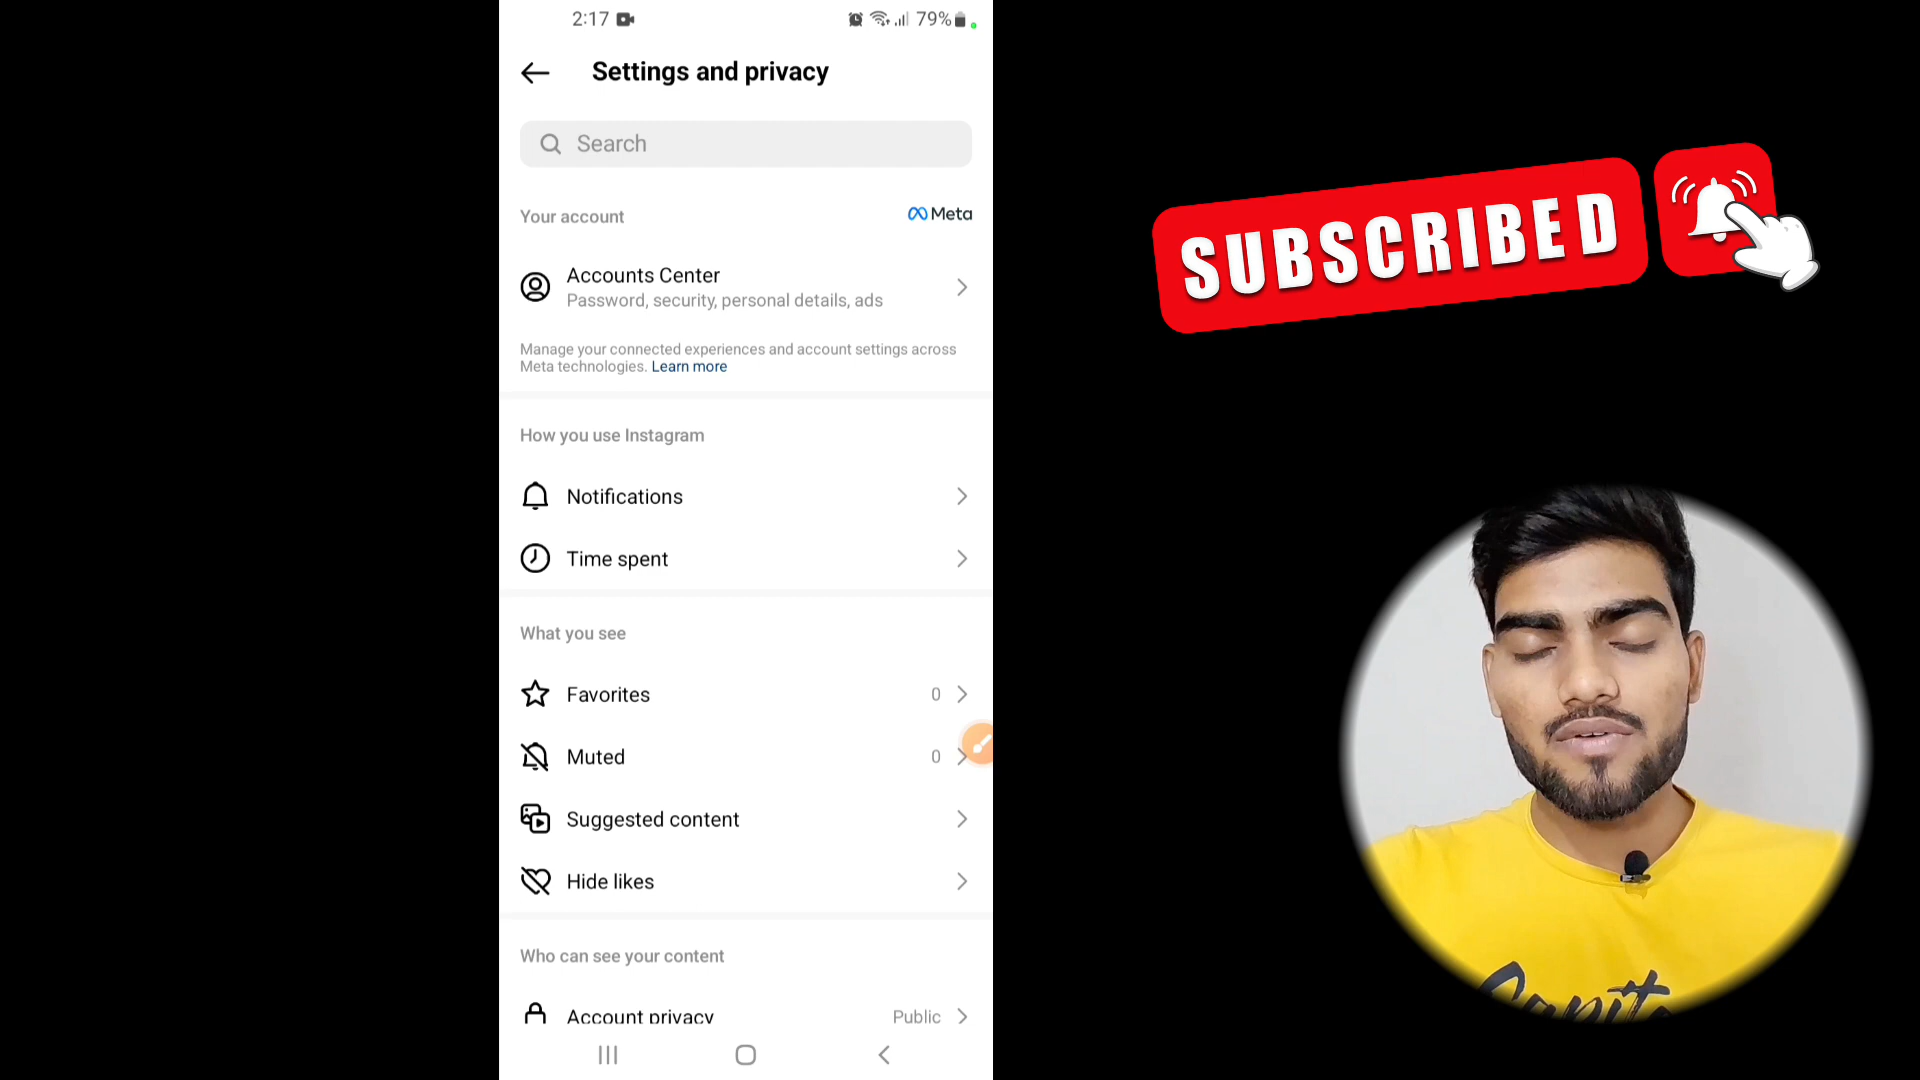 2:17
79%
Settings and privacy
Search
Your account
Meta
Accounts Center
Password, security, personal details, ads
Manage your connected experiences and account settings across
Meta technologies. Learn more
How you use Instagram
Notifications
Time spent
What you see
Favorites
0
Muted
0
Suggested content
Hide likes
Who can see your content
Account privacy
Public
SUBSCRIBED